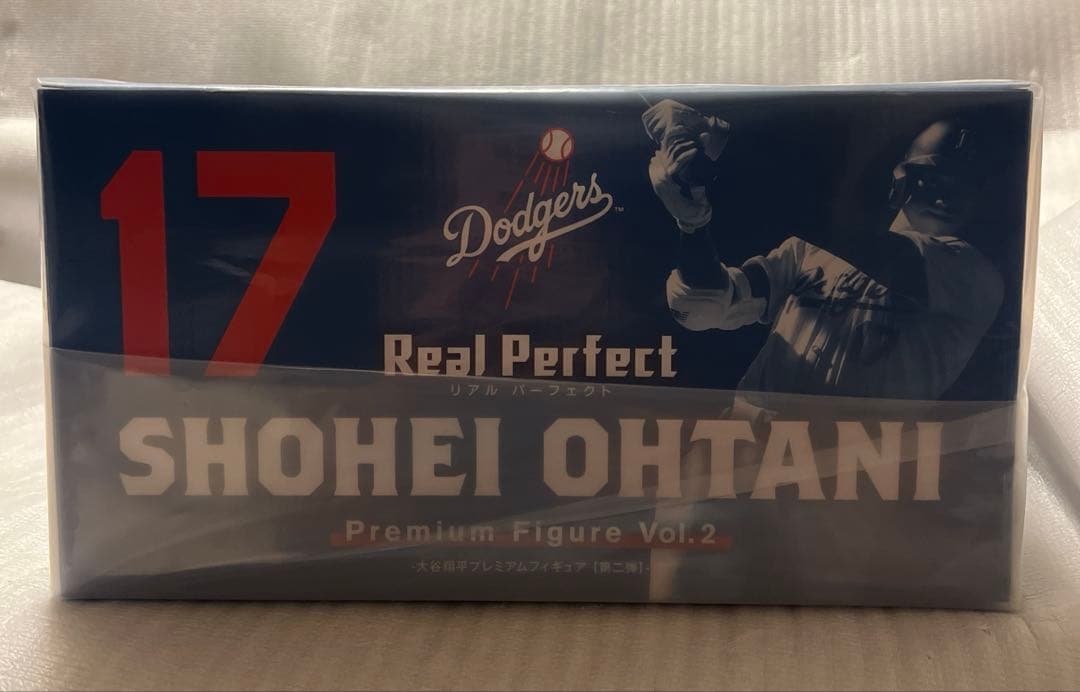 17
Dodgers™
Real Perfect
リアル パーフェクト
SHOHEI OHTANI
Premium Figure Vol.2
-大谷翔平プレミアムフィギュア【第二弾】-